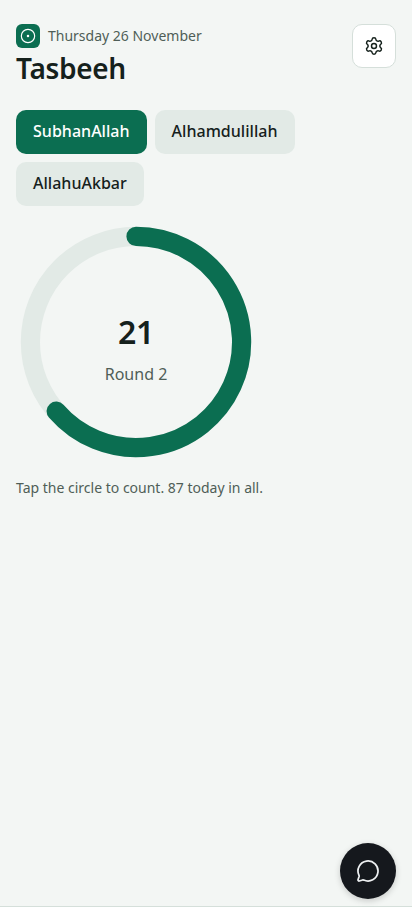 Thursday 26 November
Tasbeeh
SubhanAllah
Alhamdulillah
AllahuAkbar
21
Round 2
Tap the circle to count. 87 today in all.